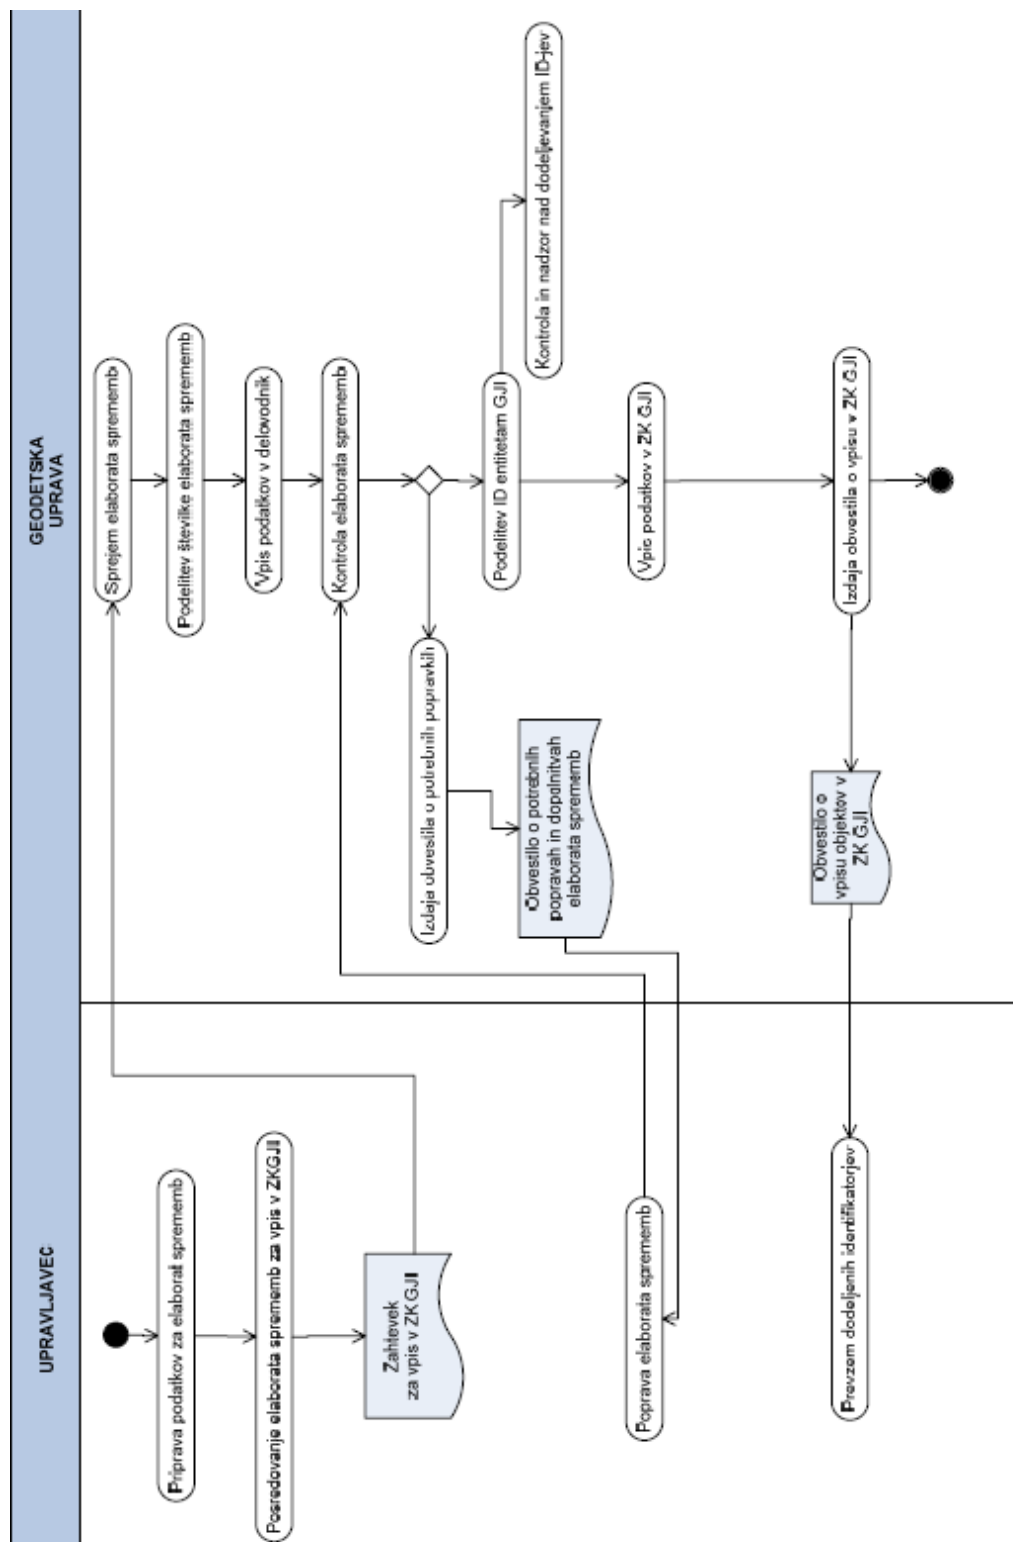 UPRAVLJAVEC
GEODETSKA
UPRAVA
Priprava podatkov za elaborat sprememb
Posredovanje elaborata sprememb za vpis v ZKGJI
Zahtevek
za vpis v ZK GJI
Sprejem elaborata sprememb
Podelitev številke elaborata sprememb
Vpis podatkov v delovodnik
Kontrola elaborata sprememb
Izdaja obvestila o potrebnih popravkih
Obvestilo o potrebnih
popravah in dopolnitvah
elaborata sprememb
Poprava elaborata sprememb
Podelitev ID entitetam GJI
Kontrola in nadzor nad dodeljevanjem ID-jev
Vpis podatkov v ZK GJI
Izdaja obvestila o vpisu v ZK GJI
Obvestilo o
vpisu objektov v
ZK GJI
Prevzem dodeljenih identifikatorjev